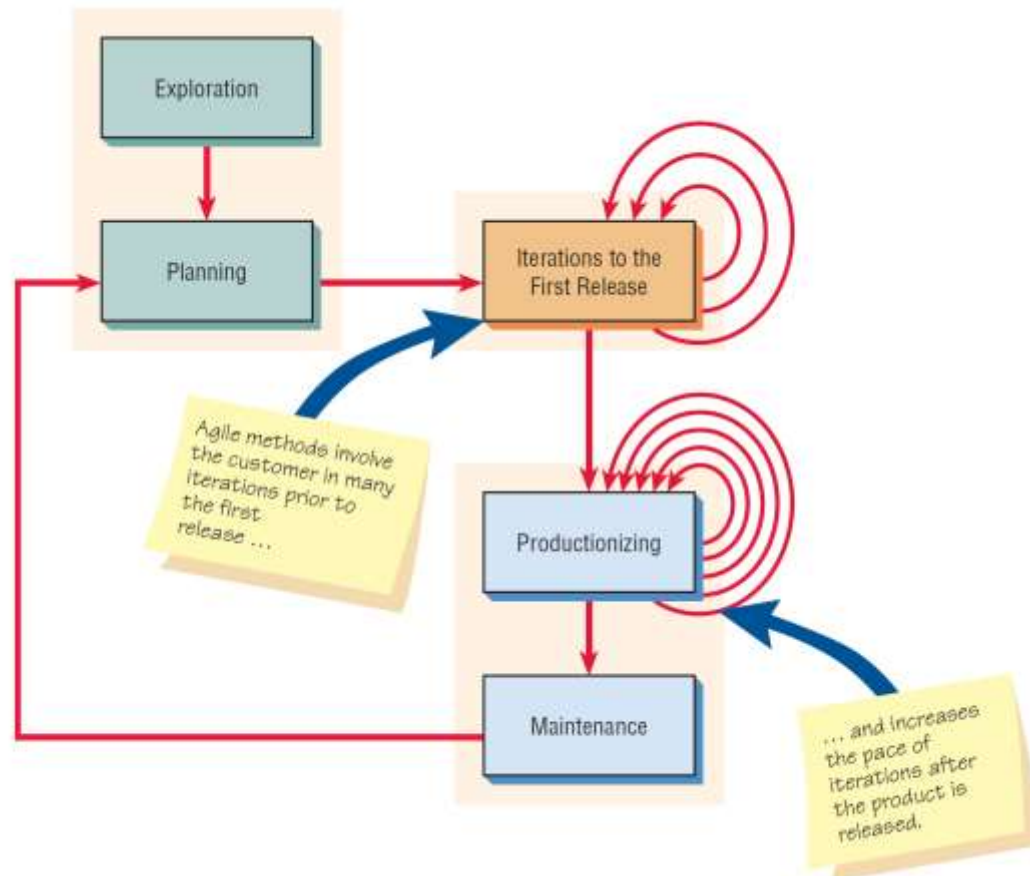 Exploration
Planning
Iterations to the
First Release
Agile methods involve
the customer in many
iterations prior to
the first
release ...
Productionizing
Maintenance
... and increases
the pace of
iterations after
the product is
released.